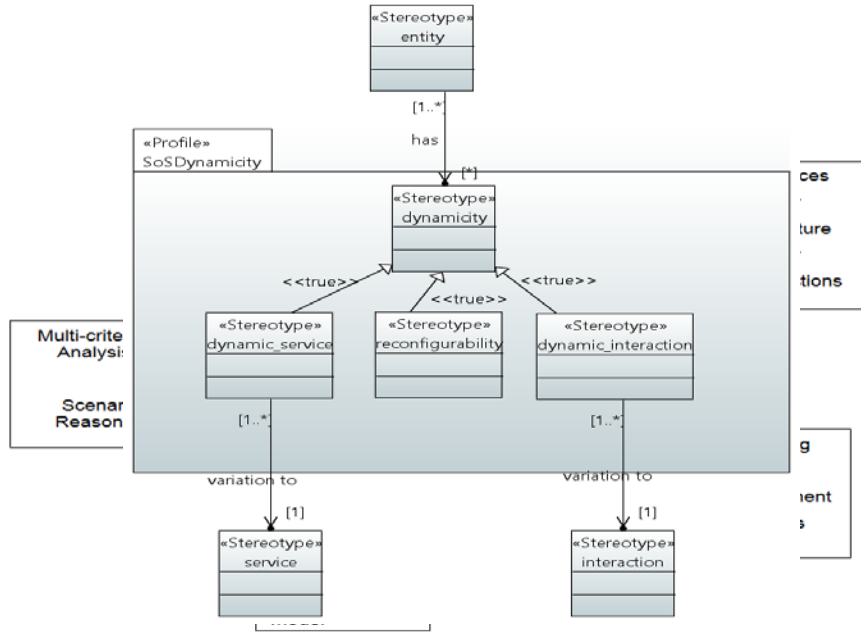 «Stereotype»
entity
[1..*]
has
«Profile»
SoSDynamicity
[*]
«Stereotype»
dynamicity
<<true>>
<<true>>
<<true>>
«Stereotype»
dynamic_service
«Stereotype»
reconfigurability
«Stereotype»
dynamic_interaction
[1..*]
[1..*]
variation to
variation to
[1]
[1]
«Stereotype»
service
«Stereotype»
interaction
Multi-crite
Analysi
Scenar
Reason
ces
ture
tions
g
ment
s